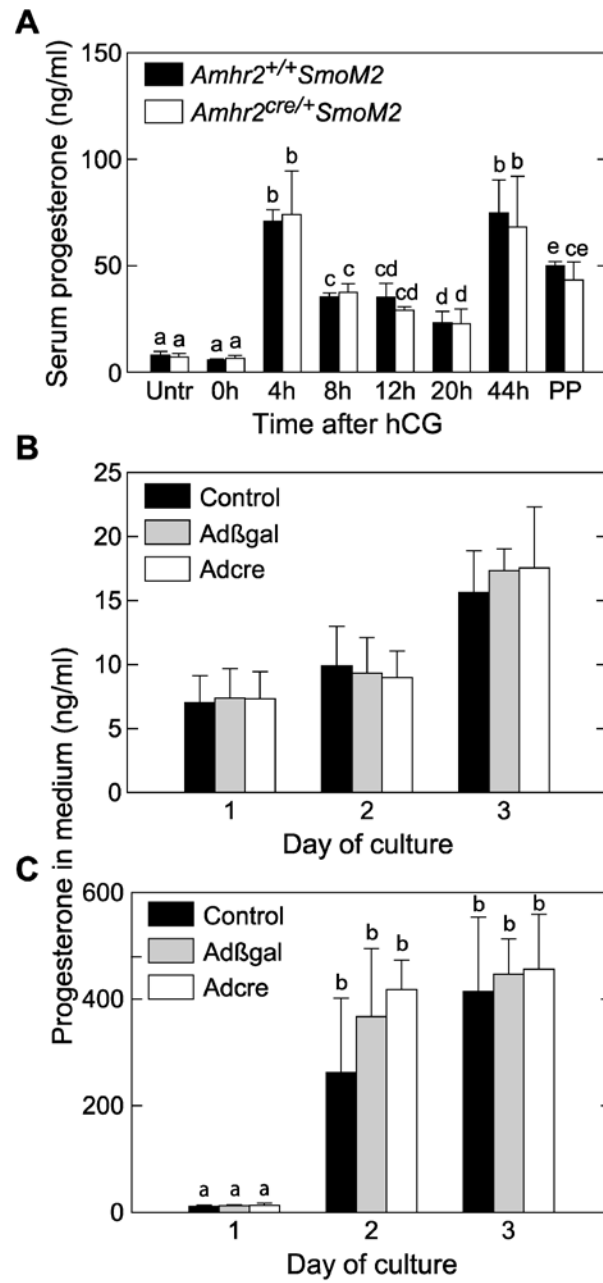 A
150
Serum progesterone (ng/ml)
Amhr2+/+SmoM2
Amhr2cre/+SmoM2
100
50
0
a a
a a
b b
c c
cd cd
d d
b b
e ce
Untr 0h 4h 8h 12h 20h 44h PP
Time after hCG
B
25
Control
Adßgal
Adcre
20
15
10
5
0
1 2 3
Day of culture
Progesterone in medium (ng/ml)
C
600
Control
Adßgal
Adcre
400
200
0
a a a
b b b
b b b
1 2 3
Day of culture